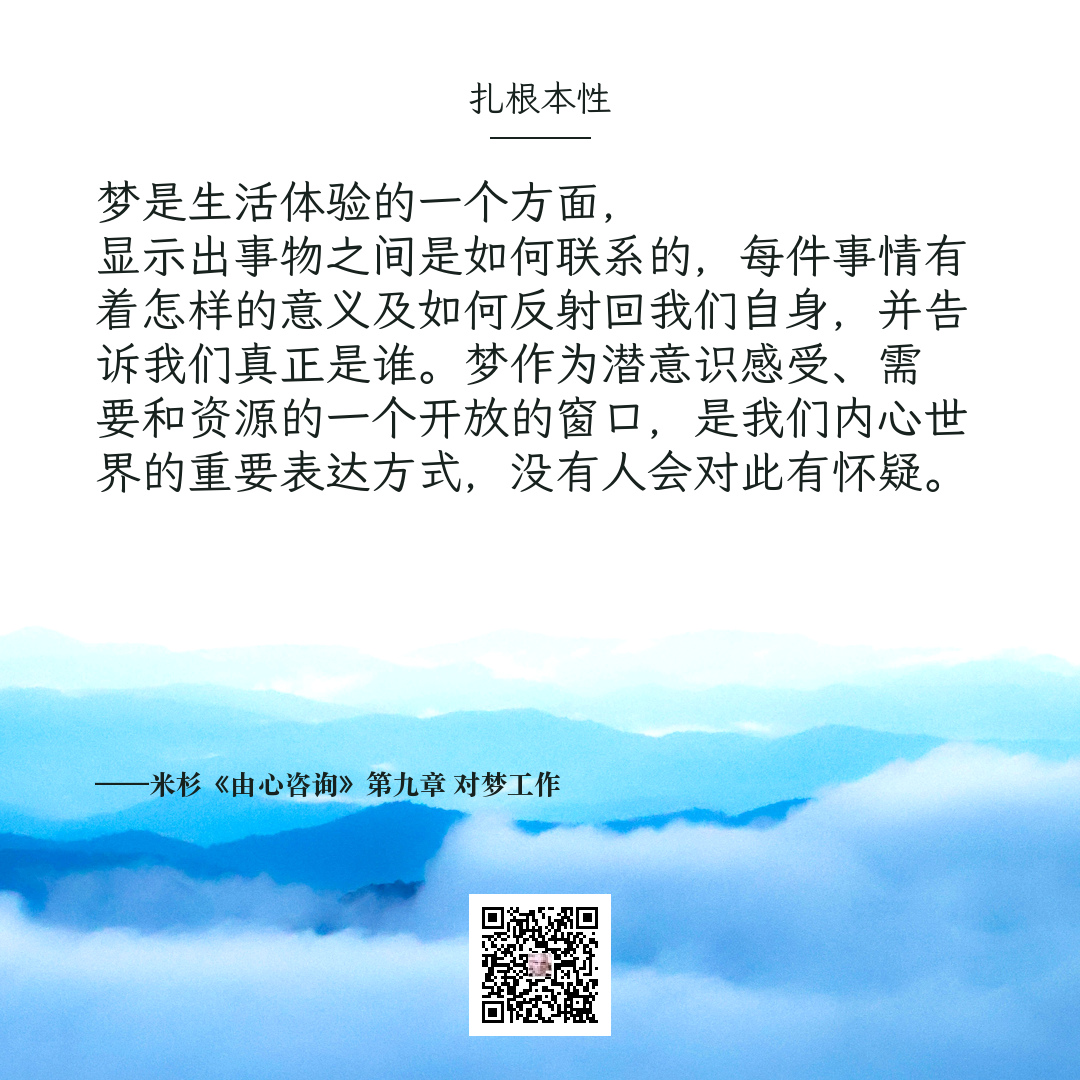 扎根本性
梦是生活体验的一个方面，
显示出事物之间是如何联系的，每件事情有
着怎样的意义及如何反射回我们自身，并告
诉我们真正是谁。梦作为潜意识感受、需
要和资源的一个开放的窗口，是我们内心世
界的重要表达方式，没有人会对此有怀疑。
——米杉《由心咨询》第九章 对梦工作